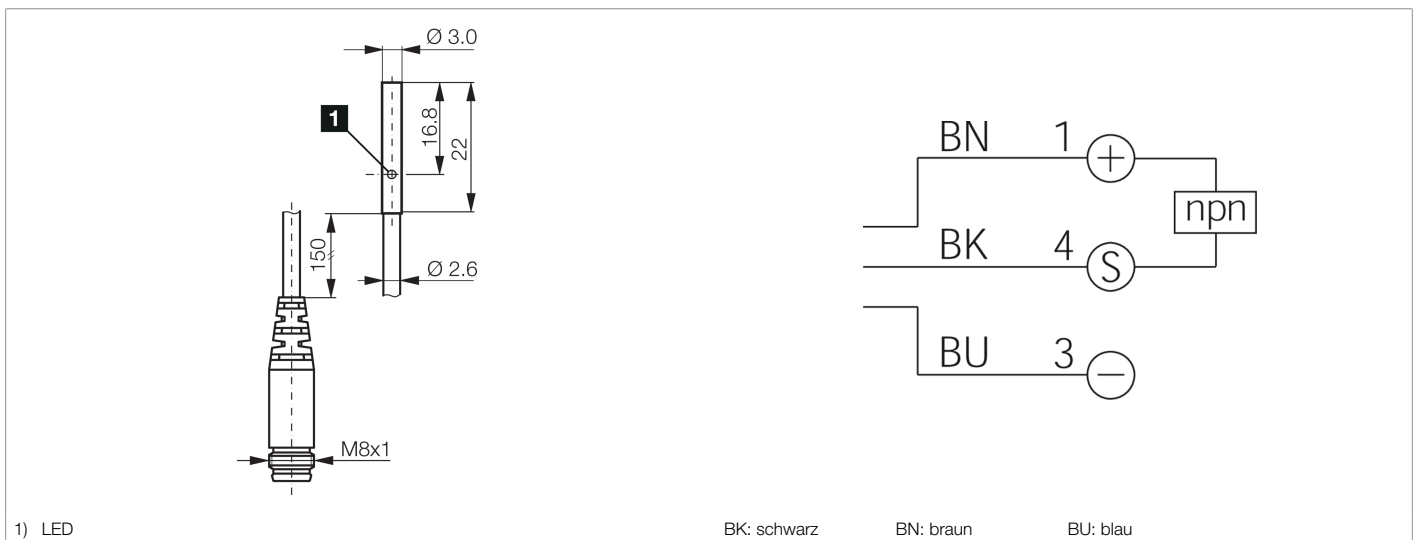 Ø 3.0
1
16.8
22
150
Ø 2.6
M8x1
BN 1 +
npn
BK 4 S
BU 3 −
1) LED
BK: schwarz BN: braun BU: blau